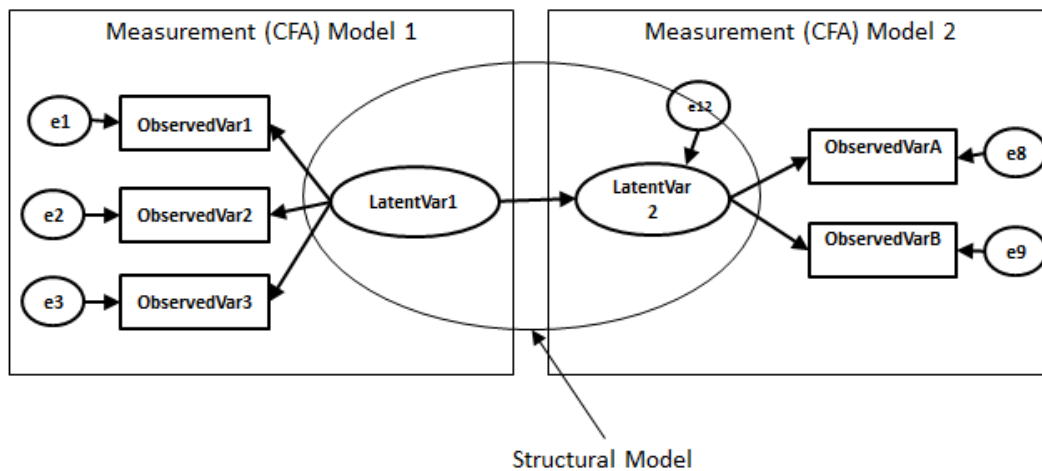 Measurement (CFA) Model 1
e1
ObservedVar1
e2
ObservedVar2
e3
ObservedVar3
LatentVar1
Measurement (CFA) Model 2
e12
LatentVar
2
ObservedVarA
e8
ObservedVarB
e9
Structural Model